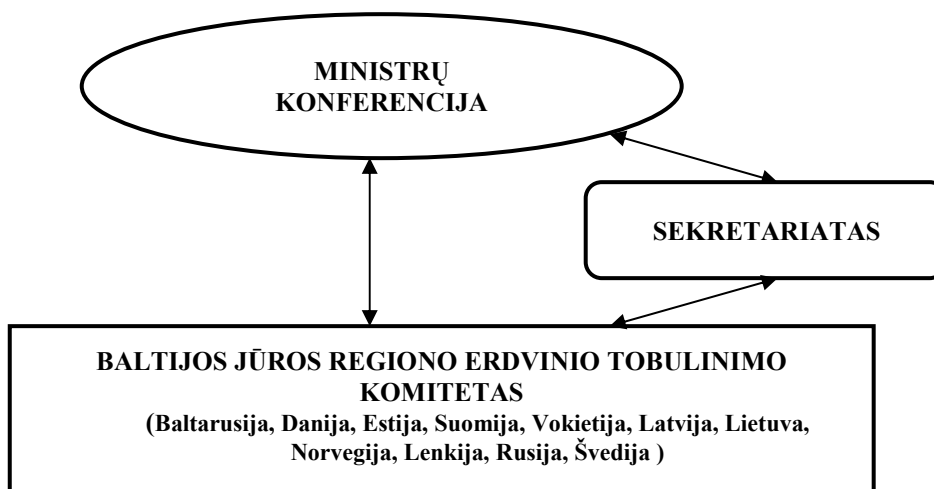 MINISTRŲ
KONFERENCIJA
SEKRETARIATAS
BALTIJOS JŪROS REGIONO ERDVINIO TOBULINIMO
KOMITETAS
(Baltarusija, Danija, Estija, Suomija, Vokietija, Latvija, Lietuva,
Norvegija, Lenkija, Rusija, Švedija )